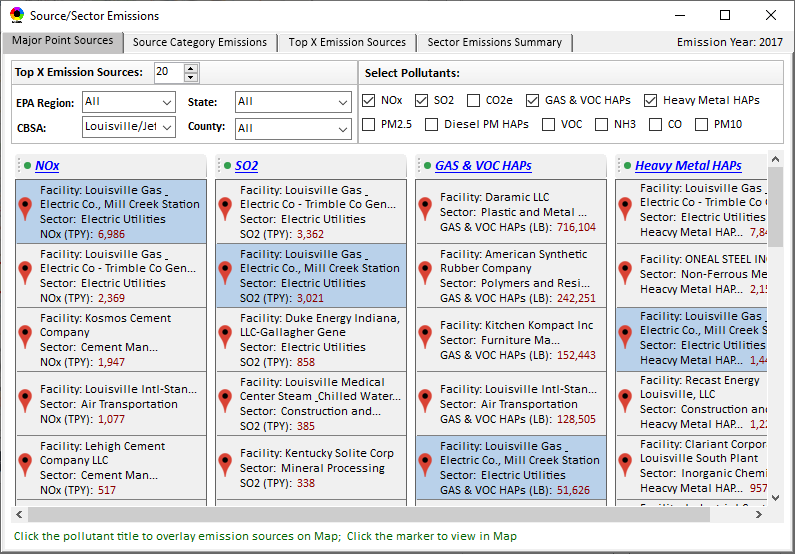 Source/Sector Emissions
Major Point Sources
Source Category Emissions
Top X Emission Sources
Sector Emissions Summary
Emission Year: 2017
Top X Emission Sources: 20
EPA Region: All
State: All
CBSA: Louisville/Jef
County: All
Select Pollutants:
NOx
SO2
CO2e
GAS & VOC HAPs
Heavy Metal HAPs
PM2.5
Diesel PM HAPs
VOC
NH3
CO
PM10
NOx
Facility: Louisville Gas _
Electric Co., Mill Creek Station
Sector: Electric Utilities
NOx (TPY): 6,986
Facility: Louisville Gas _
Electric Co - Trimble Co Gen...
Sector: Electric Utilities
NOx (TPY): 2,369
Facility: Kosmos Cement
Company
Sector: Cement Man...
NOx (TPY): 1,947
Facility: Louisville Intl-Stan...
Sector: Air Transportation
NOx (TPY): 1,077
Facility: Lehigh Cement
Company LLC
Sector: Cement Man...
NOx (TPY): 517
SO2
Facility: Louisville Gas _
Electric Co - Trimble Co Gen...
Sector: Electric Utilities
SO2 (TPY): 3,362
Facility: Louisville Gas _
Electric Co., Mill Creek Station
Sector: Electric Utilities
SO2 (TPY): 3,021
Facility: Duke Energy Indiana,
LLC-Gallagher Gene
Sector: Electric Utilities
SO2 (TPY): 858
Facility: Louisville Medical
Center Steam _Chilled Water...
Sector: Construction and...
SO2 (TPY): 385
Facility: Kentucky Solite Corp
Sector: Mineral Processing
SO2 (TPY): 338
GAS & VOC HAPs
Facility: Daramic LLC
Sector: Plastic and Metal ...
GAS & VOC HAPs (LB): 716,104
Facility: American Synthetic
Rubber Company
Sector: Polymers and Resi...
GAS & VOC HAPs (LB): 242,251
Facility: Kitchen Kompact Inc
Sector: Furniture Ma...
GAS & VOC HAPs (LB): 152,443
Facility: Louisville Intl-Stan...
Sector: Air Transportation
GAS & VOC HAPs (LB): 128,505
Facility: Louisville Gas _
Electric Co., Mill Creek Station
Sector: Electric Utilities
GAS & VOC HAPs (LB): 51,626
Heavy Metal HAPs
Facility: Louisville Gas _
Electric Co - Trimble Co
Sector: Electric Utilities
Heavy Metal HAP... 7,84
Facility: ONEAL STEEL IN
Sector: Non-Ferrous Me
Heavy Metal HAP... 2,15
Facility: Louisville Gas _
Electric Co., Mill Creek S
Sector: Electric Utilities
Heavy Metal HAP... 1,44
Facility: Recast Energy
Louisville, LLC
Sector: Construction an
Heavy Metal HAP... 1,22
Facility: Clariant Corpor
Louisville South Plant
Sector: Inorganic Chemi
Heavy Metal HAP... 957
Click the pollutant title to overlay emission sources on Map; Click the marker to view in Map